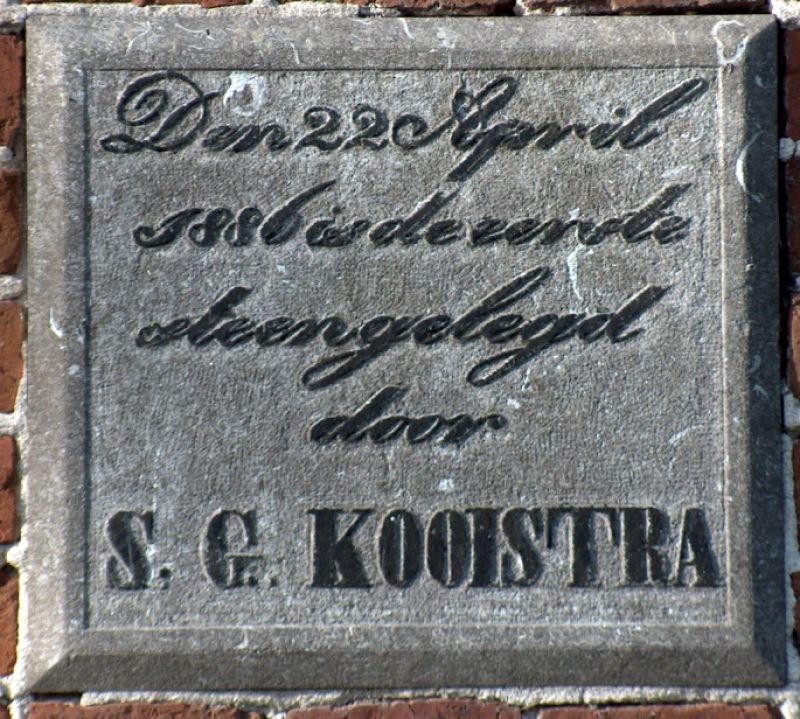 Den 22 April
1886 is de eerste
steen gelegd
door
S. G. KOOISTRA